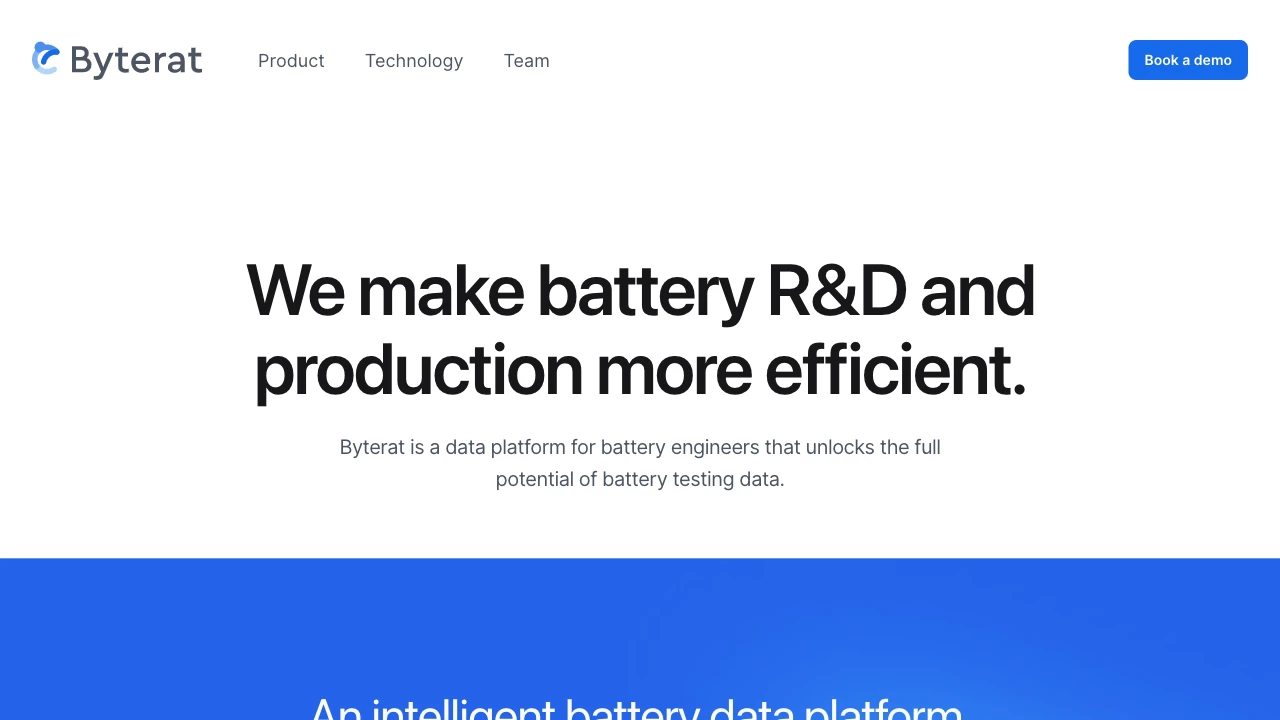 Byterat
Product
Technology
Team
Book a demo
We make battery R&D and
production more efficient.
Byterat is a data platform for battery engineers that unlocks the full
potential of battery testing data.
An intelligent battery data platform